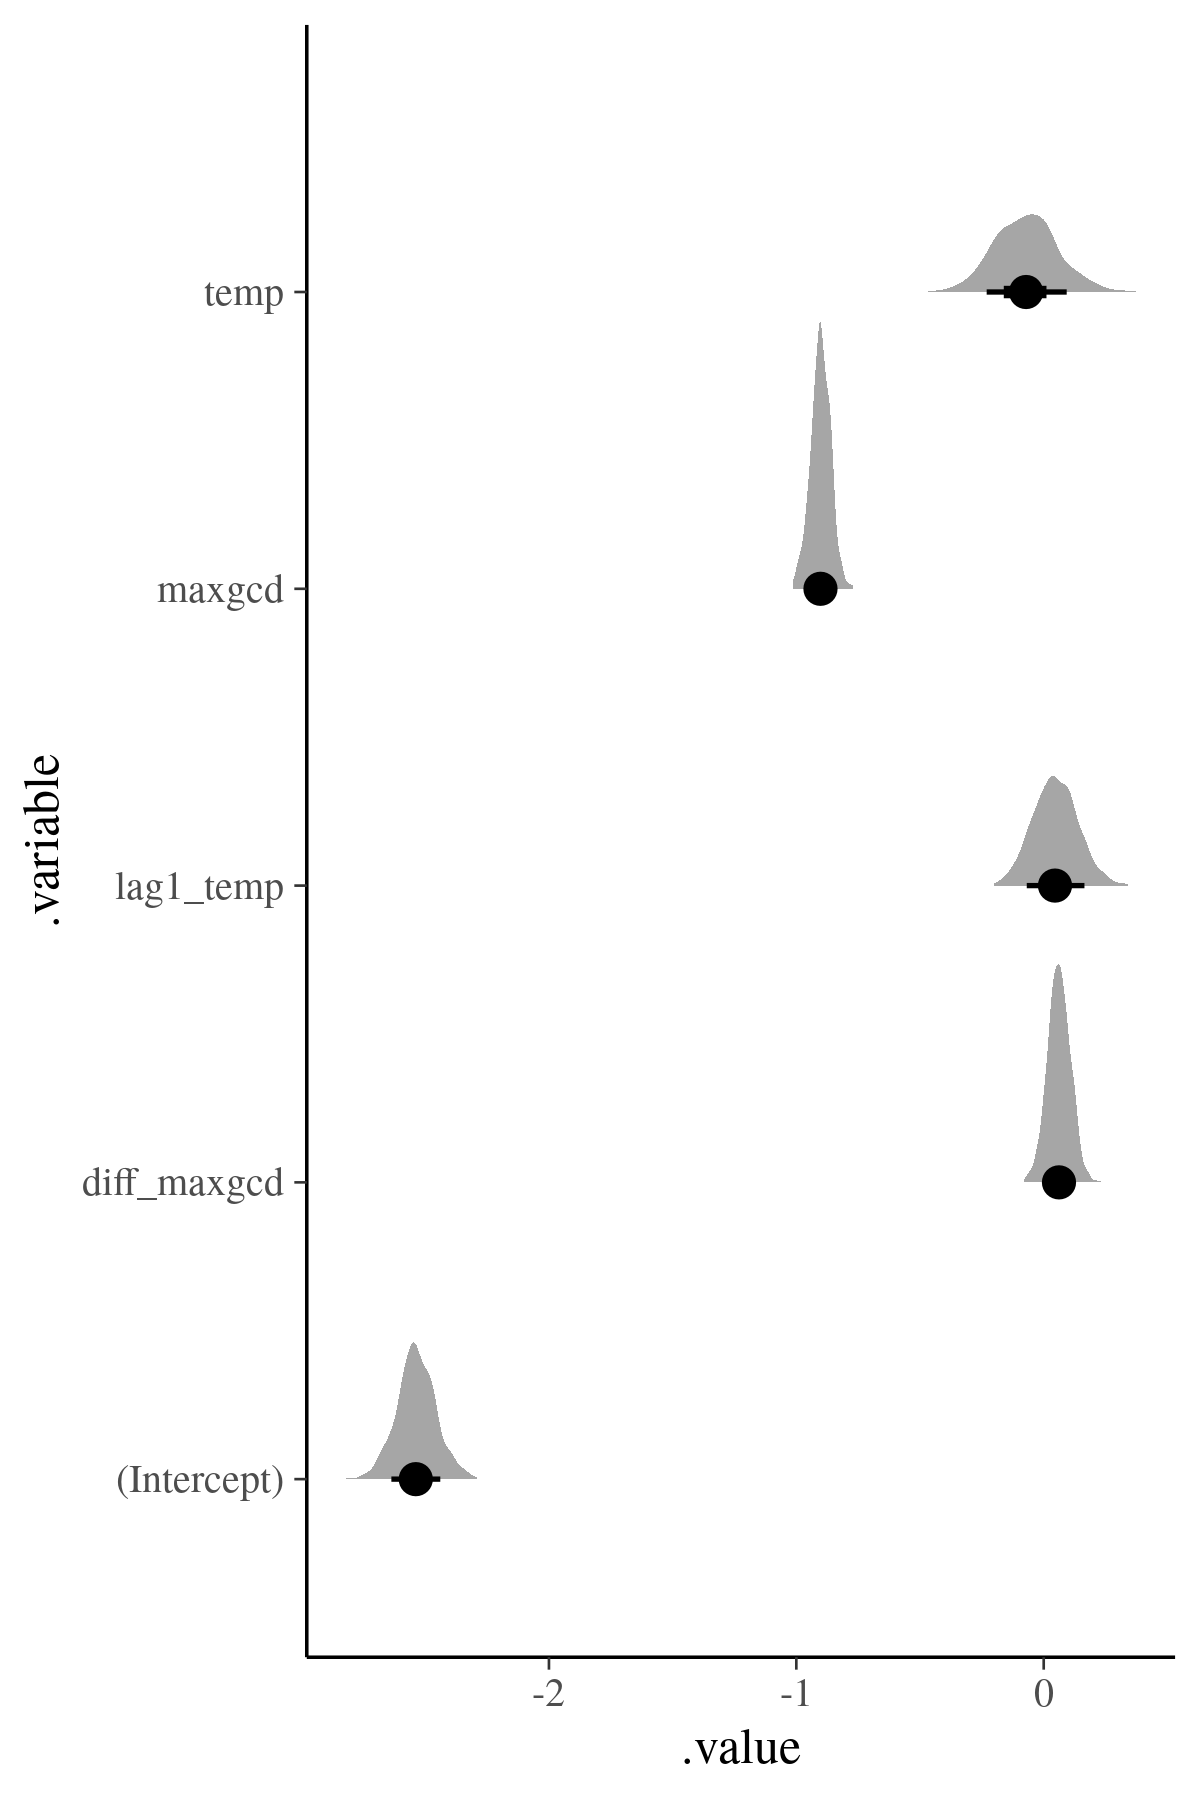 temp
maxgcd
lag1_temp
diff_maxgcd
(Intercept)
.variable
-2 -1 0
.value